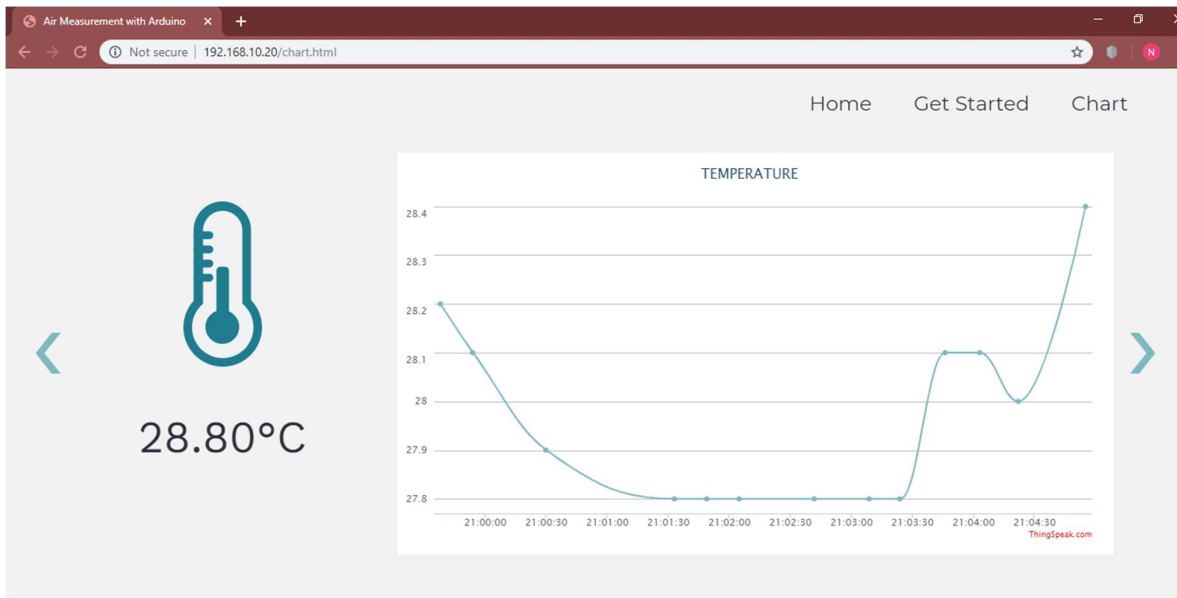 Air Measurement with Arduino
Not secure | 192.168.10.20/chart.html
N
Home Get Started Chart
TEMPERATURE
28.4
28.3
28.2
28.1
28
27.9
27.8
21:00:00 21:00:30 21:01:00 21:01:30 21:02:00 21:02:30 21:03:00 21:03:30 21:04:00 21:04:30
ThingSpeak.com
28.80°C